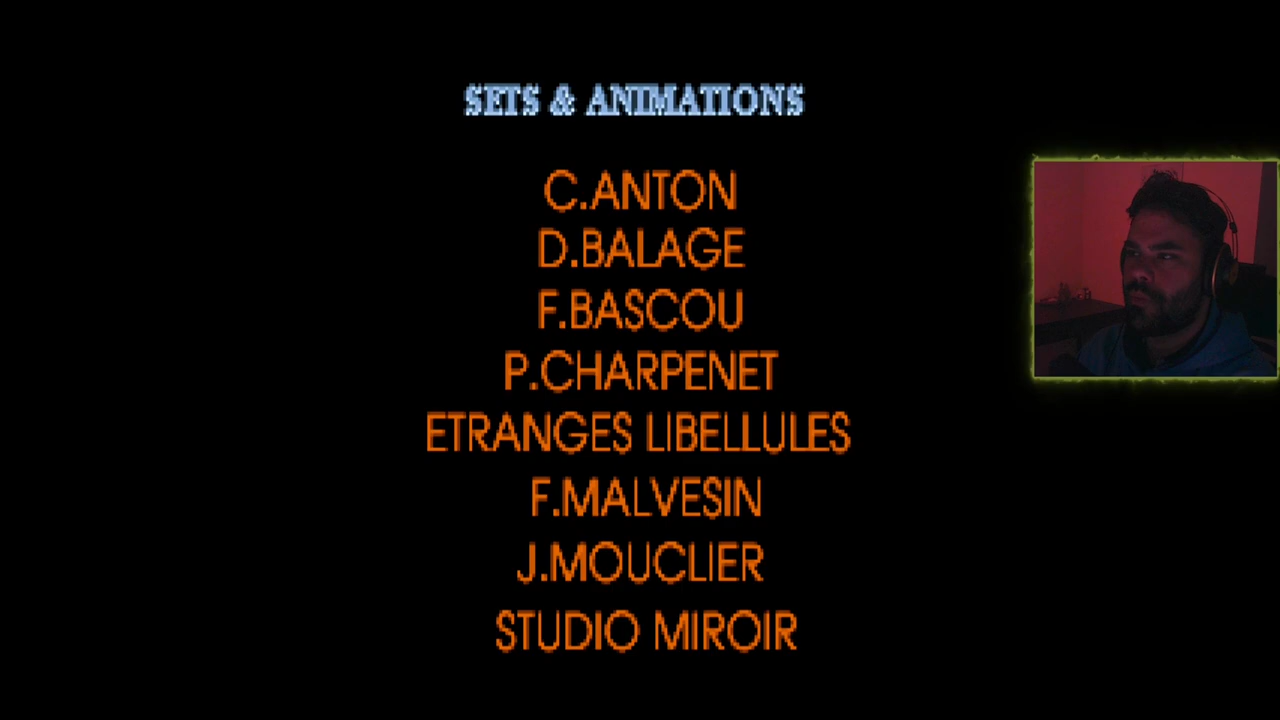 SETS & ANIMATIONS
C.ANTON
D.BALAGE
F.BASCOU
P.CHARPENET
ETRANGES LIBELLULES
F.MALVESIN
J.MOUCLIER
STUDIO MIROIR